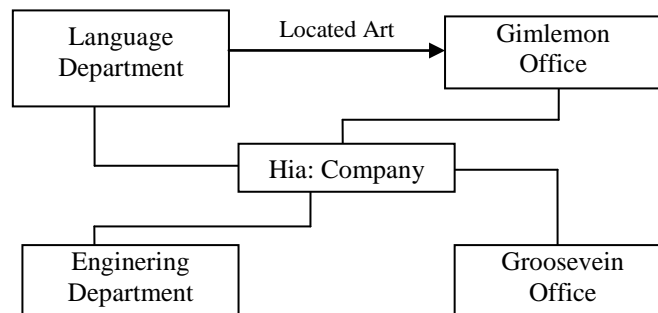 Language
Department
Located Art
Gimlemon
Office
Hia: Company
Enginering
Department
Groosevein
Office